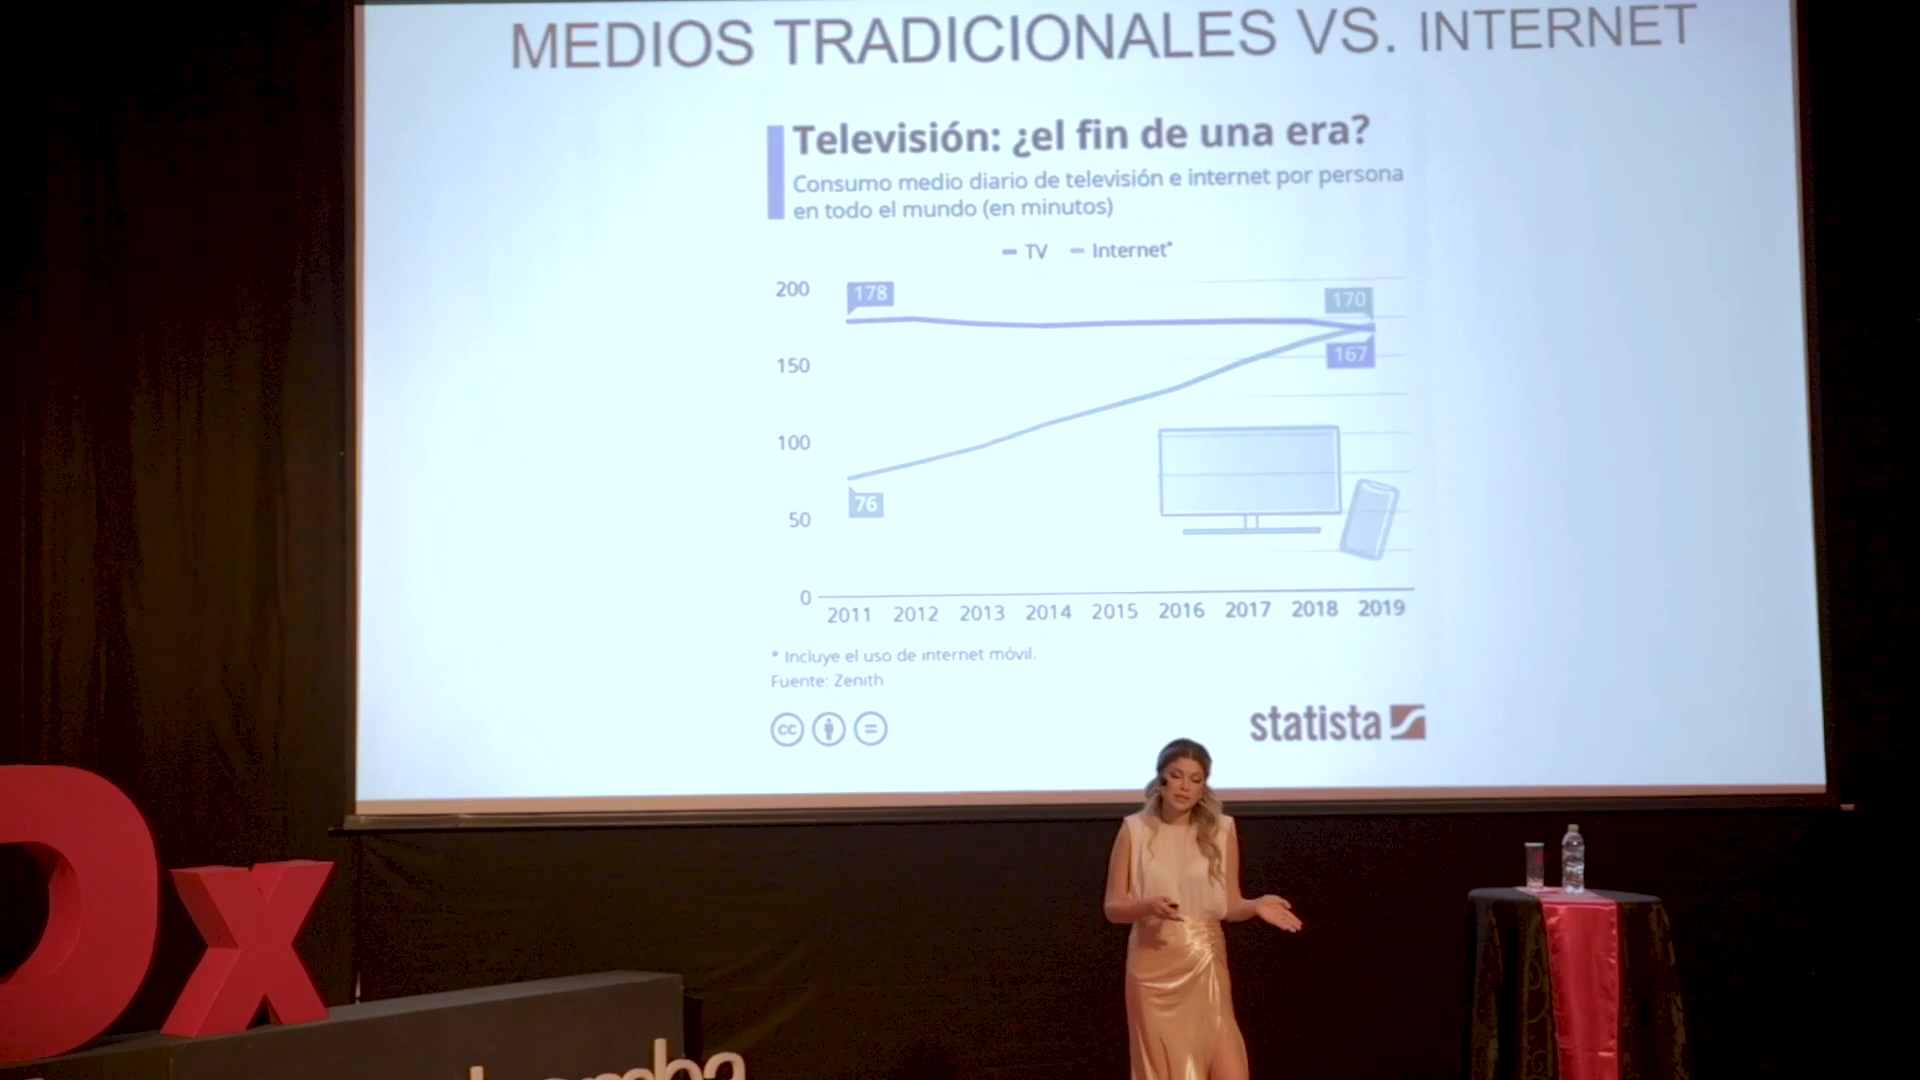 MEDIOS TRADICIONALES VS. INTERNET
Televisión: ¿el fin de una era?
Consumo medio diario de televisión e internet por persona
en todo el mundo (en minutos)
TV Internet*
200
178
170
150
167
100
76
50
0
2011 2012 2013 2014 2015 2016 2017 2018 2019
* Incluye el uso de internet móvil.
Fuente: Zenith
cc
statista
x